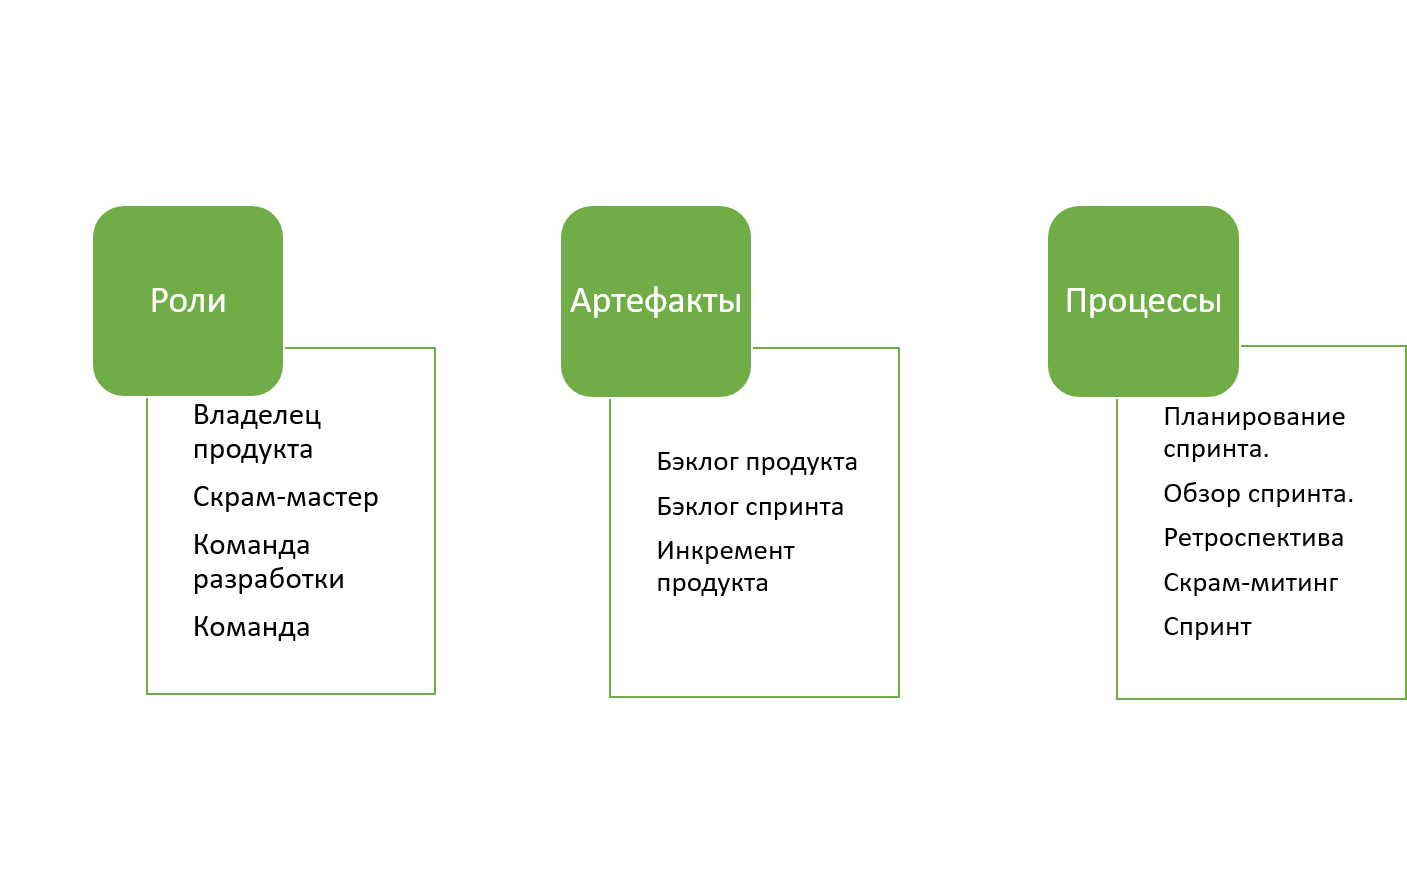 Роли
Владелец
продукта
Скрам-мастер
Команда
разработки
Команда
Артефакты
Бэклог продукта
Бэклог спринта
Инкремент
продукта
Процессы
Планирование
спринта.
Обзор спринта.
Ретроспектива
Скрам-митинг
Спринт